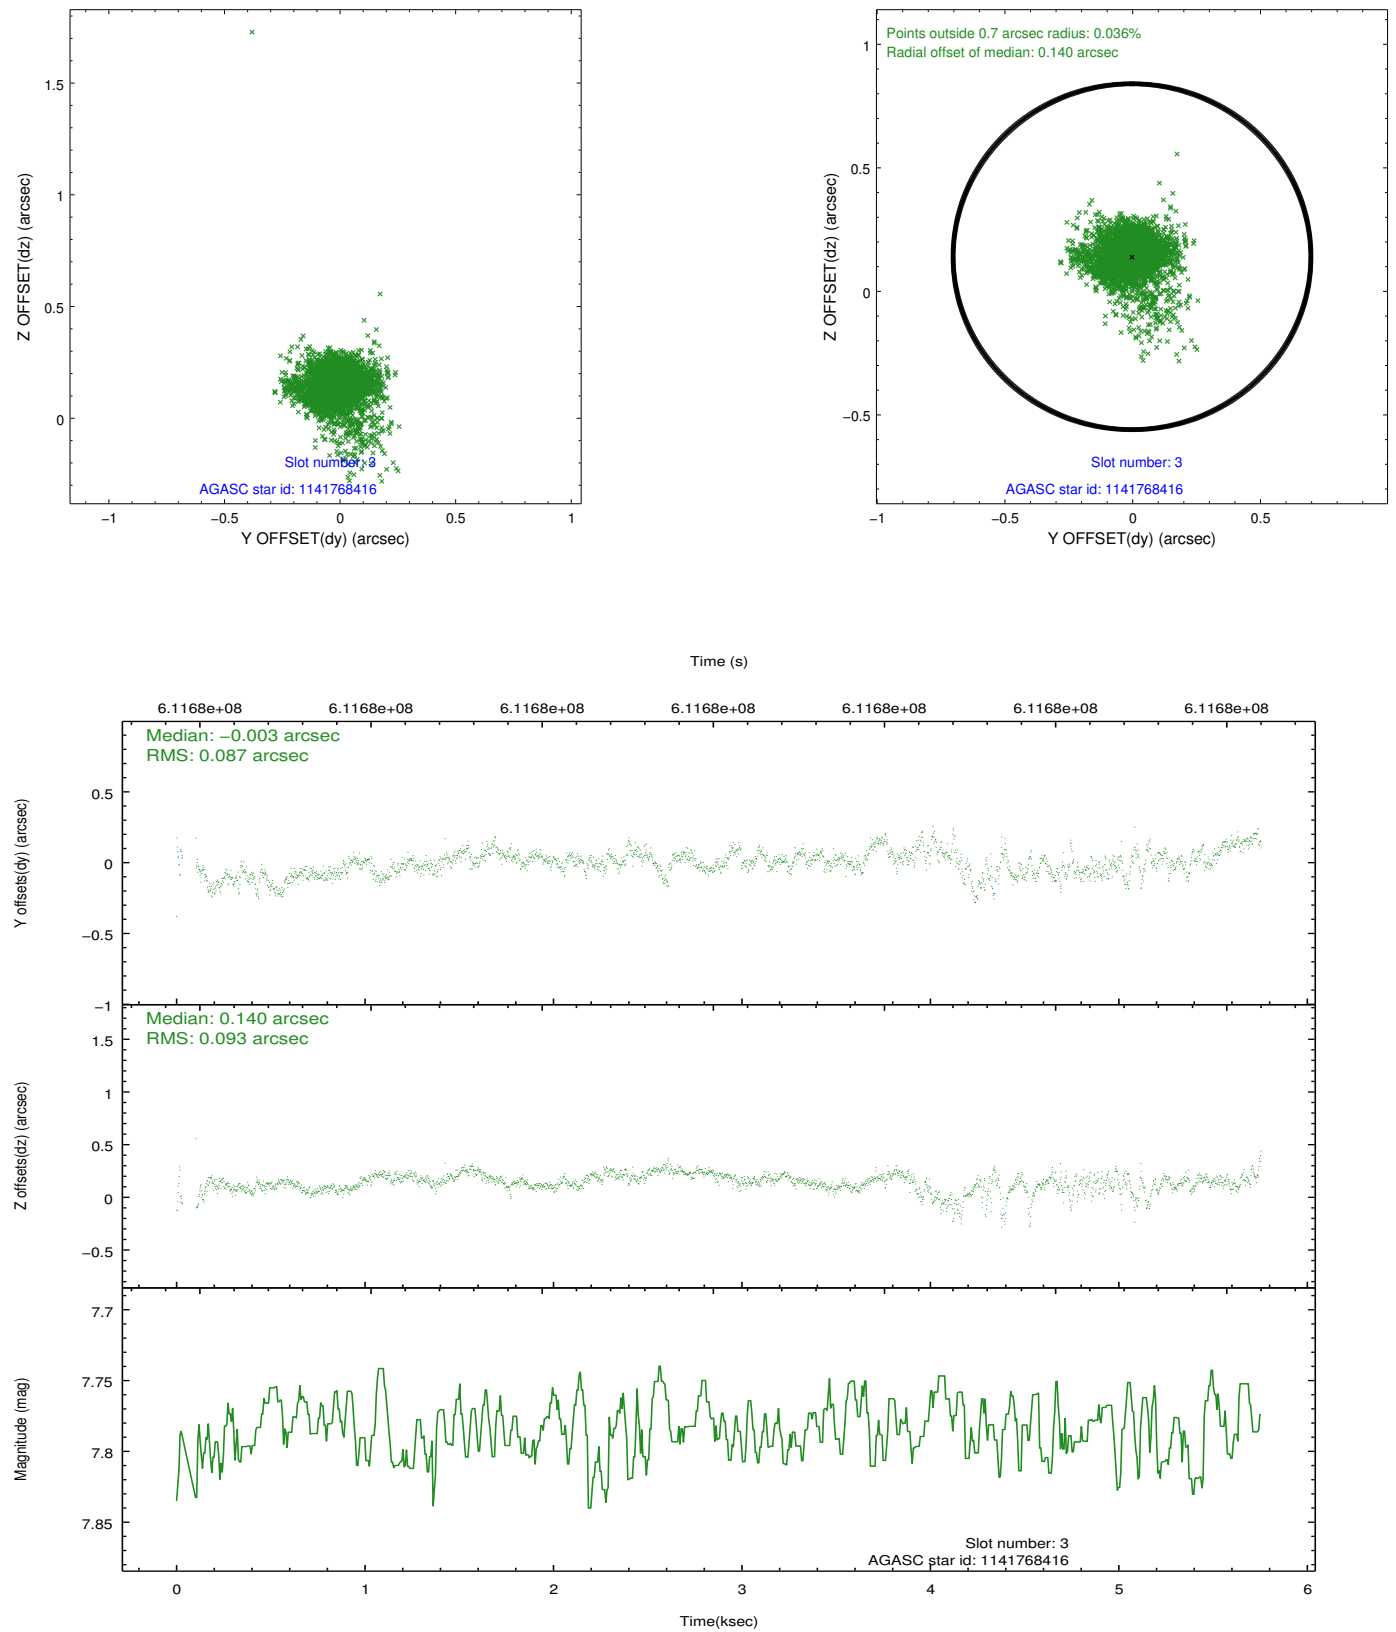 1.5
1
0.5
0
Z OFFSET(dz) (arcsec)
Slot number: 3
AGASC star id: 1141768416
−1
−0.5
0
0.5
1
Y OFFSET(dy) (arcsec)
Points outside 0.7 arcsec radius: 0.036%
Radial offset of median: 0.140 arcsec
1
0.5
0
−0.5
Z OFFSET(dz) (arcsec)
Slot number: 3
AGASC star id: 1141768416
−1
−0.5
0
0.5
Y OFFSET(dy) (arcsec)
Time (s)
6.1168e+08 6.1168e+08 6.1168e+08 6.1168e+08 6.1168e+08 6.1168e+08 6.1168e+08
Median: −0.003 arcsec
RMS: 0.087 arcsec
0.5
0
−0.5
−1
Y offsets(dy) (arcsec)
Median: 0.140 arcsec
RMS: 0.093 arcsec
1.5
1
0.5
0
−0.5
Z offsets(dz) (arcsec)
7.7
7.75
7.8
7.85
Magnitude (mag)
Slot number: 3
AGASC star id: 1141768416
0 1 2 3 4 5 6
Time(ksec)